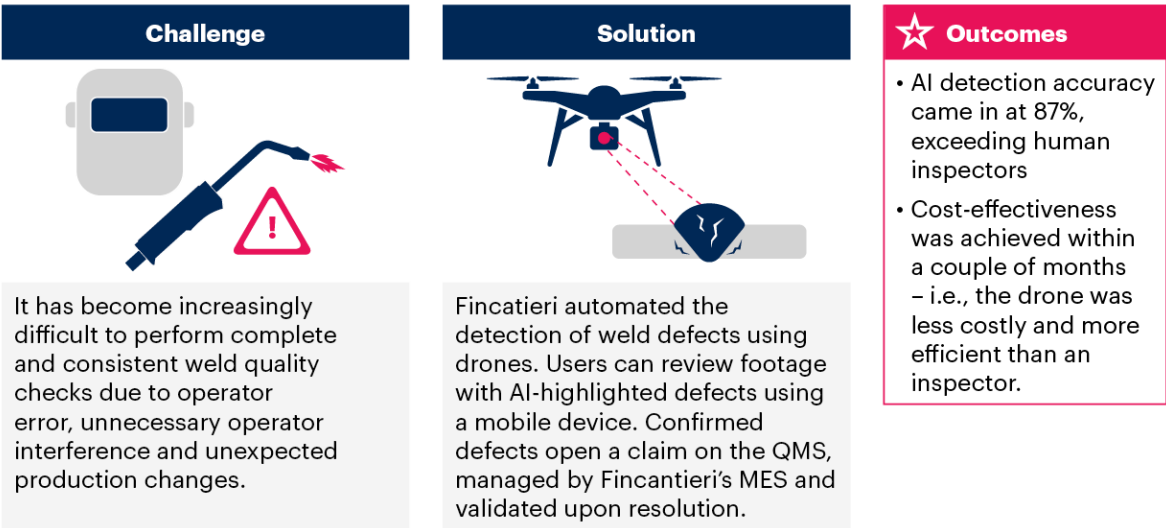 Challenge
!
It has become increasingly
difficult to perform complete
and consistent weld quality
checks due to operator
error, unnecessary operator
interference and unexpected
production changes.
Solution
Fincatieri automated the
detection of weld defects using
drones. Users can review footage
with AI-highlighted defects using
a mobile device. Confirmed
defects open a claim on the QMS,
managed by Fincantieri’s MES and
validated upon resolution.
Outcomes
• AI detection accuracy
came in at 87%,
exceeding human
inspectors
• Cost-effectiveness
was achieved within
a couple of months
– i.e., the drone was
less costly and more
efficient than an
inspector.